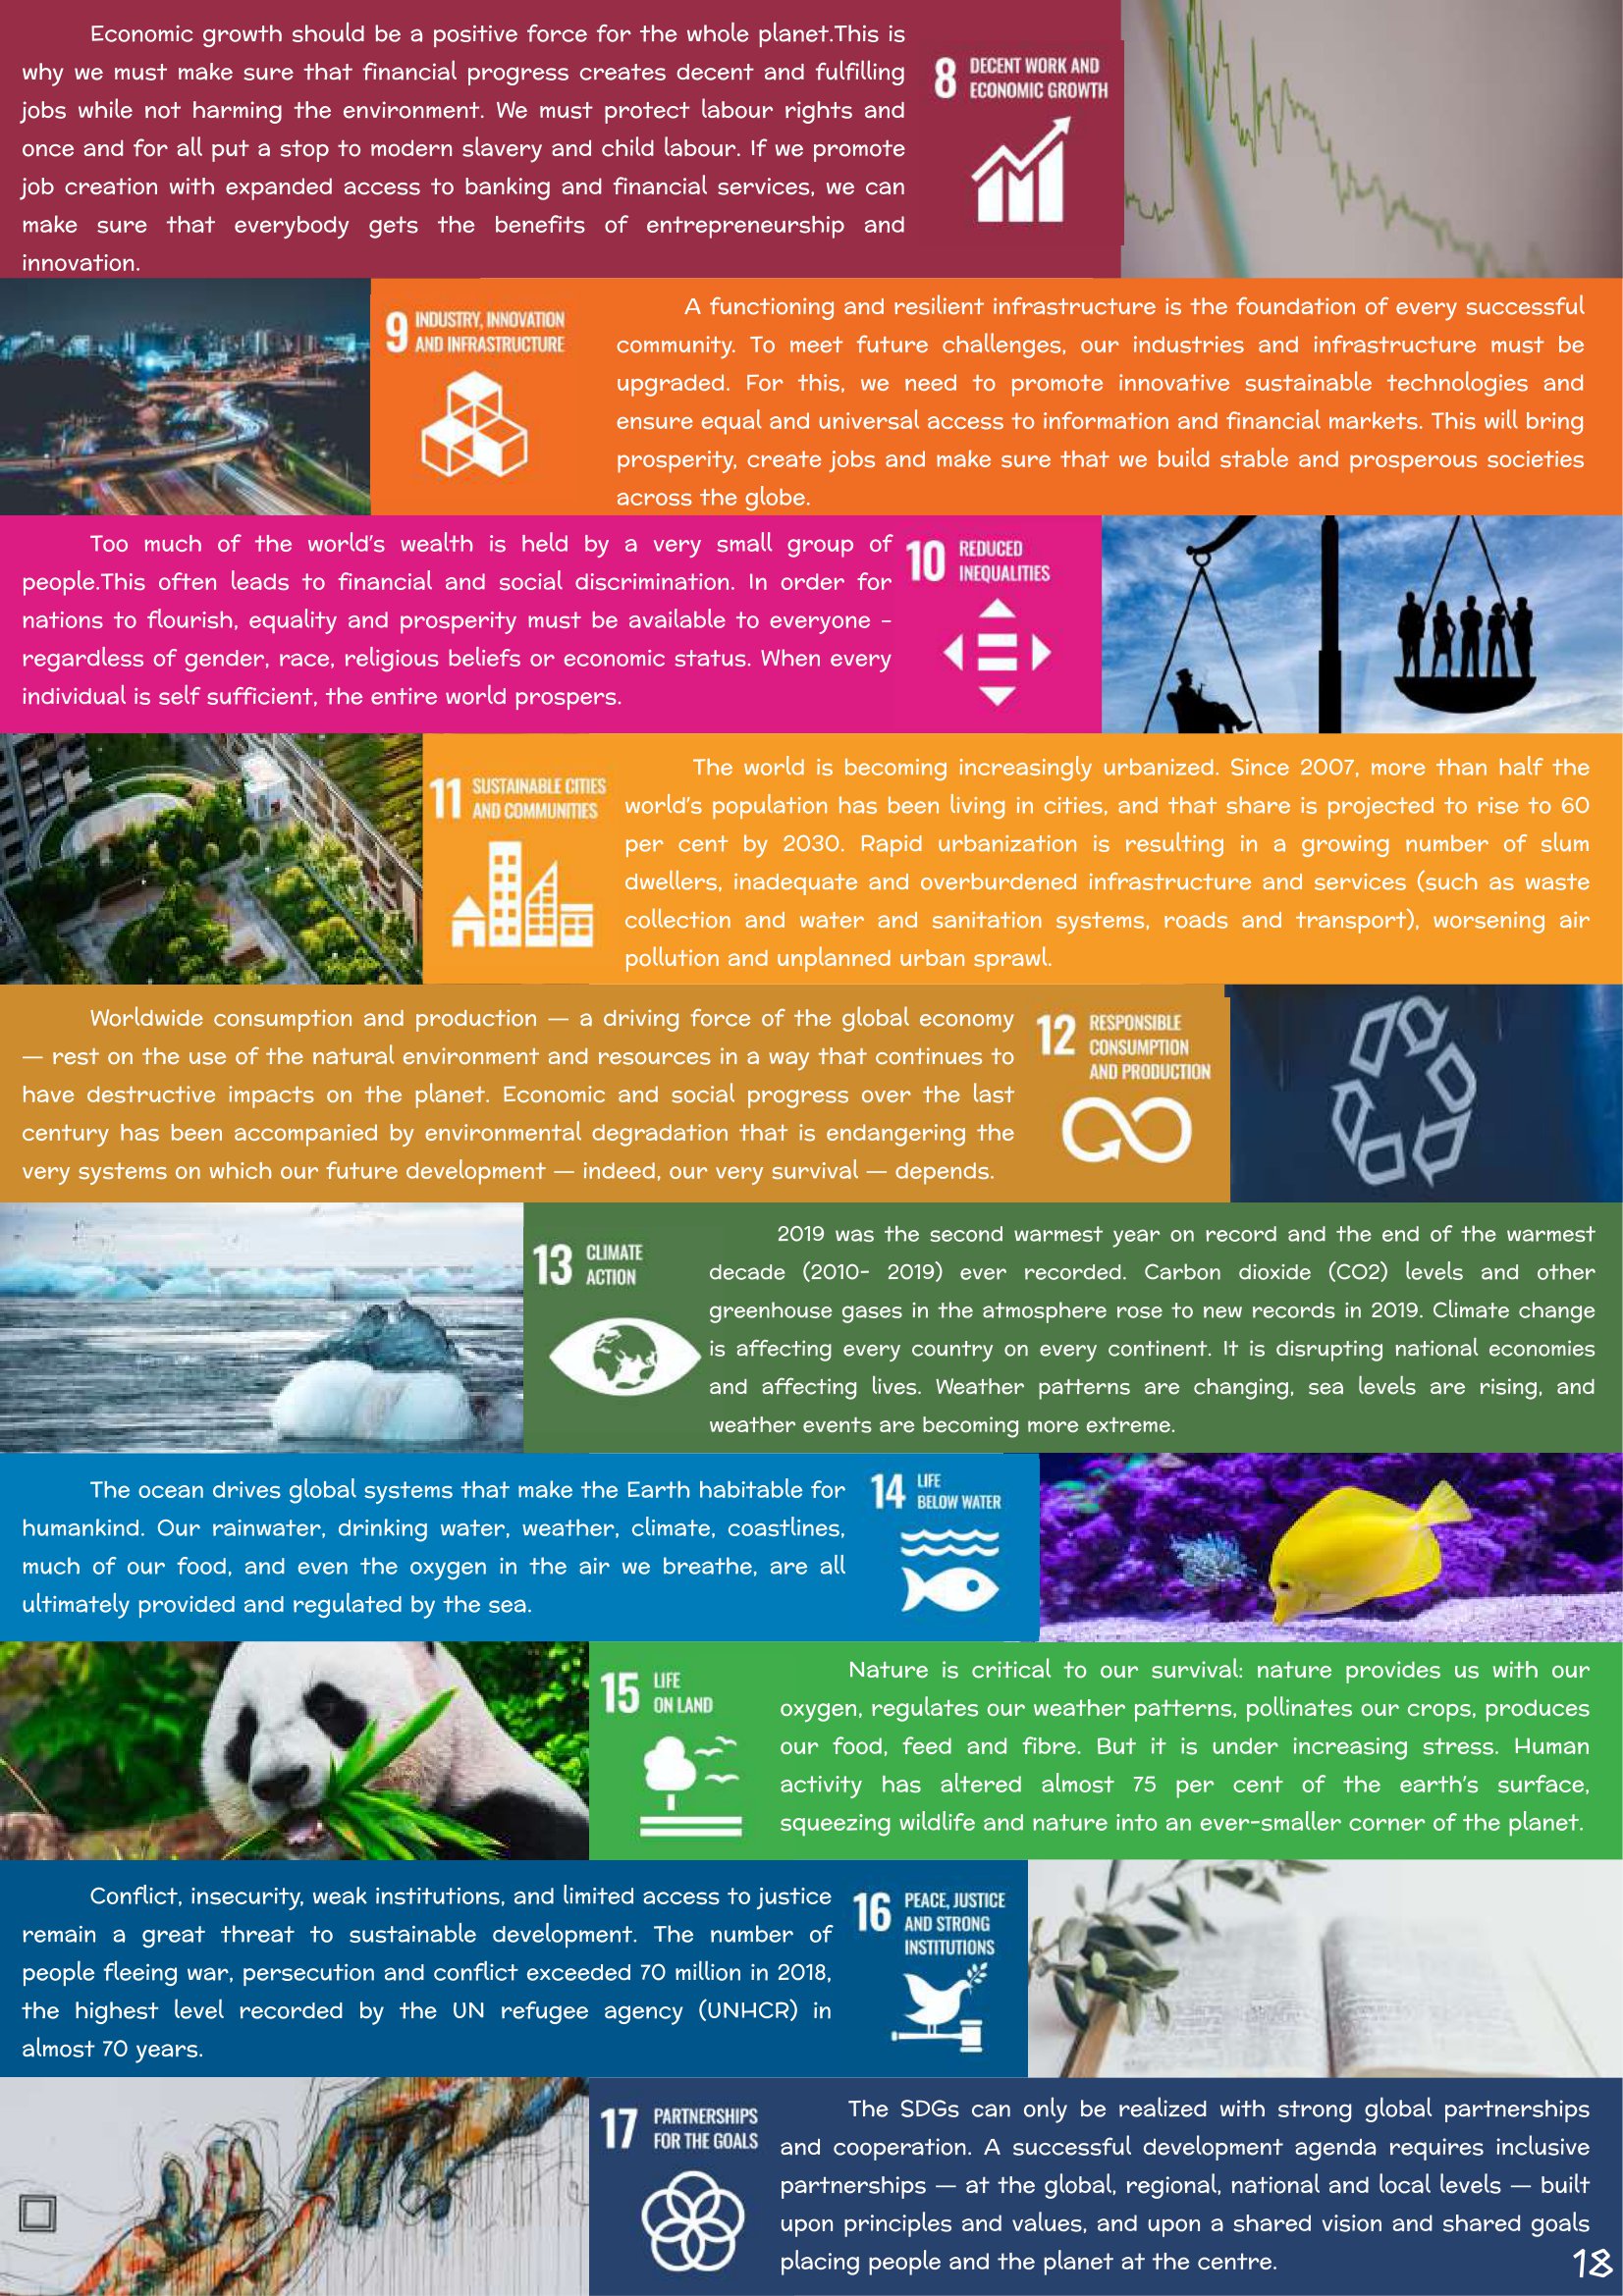 Economic growth should be a positive force for the whole planet.This is
why we must make sure that financial progress creates decent and fulfilling
jobs while not harming the environment. We must protect labour rights and
once and for all put a stop to modern slavery and child labour. If we promote
job creation with expanded access to banking and financial services, we can
make sure that everybody gets the benefits of entrepreneurship and
innovation.
8 DECENT WORK AND
ECONOMIC GROWTH
9 INDUSTRY, INNOVATION
AND INFRASTRUCTURE
A functioning and resilient infrastructure is the foundation of every successful
community. To meet future challenges, our industries and infrastructure must be
upgraded. For this, we need to promote innovative sustainable technologies and
ensure equal and universal access to information and financial markets. This will bring
prosperity, create jobs and make sure that we build stable and prosperous societies
across the globe.
Too much of the world's wealth is held by a very small group of
people.This often leads to financial and social discrimination. In order for
nations to flourish, equality and prosperity must be available to everyone -
regardless of gender, race, religious beliefs or economic status. When every
individual is self sufficient, the entire world prospers.
10 REDUCED
INEQUALITIES
11 SUSTAINABLE CITIES
AND COMMUNITIES
The world is becoming increasingly urbanized. Since 2007, more than half the
world's population has been living in cities, and that share is projected to rise to 60
per cent by 2030. Rapid urbanization is resulting in a growing number of slum
dwellers, inadequate and overburdened infrastructure and services (such as waste
collection and water and sanitation systems, roads and transport), worsening air
pollution and unplanned urban sprawl.
Worldwide consumption and production — a driving force of the global economy
— rest on the use of the natural environment and resources in a way that continues to
have destructive impacts on the planet. Economic and social progress over the last
century has been accompanied by environmental degradation that is endangering the
very systems on which our future development — indeed, our very survival — depends.
12 RESPONSIBLE
CONSUMPTION
AND PRODUCTION
13 CLIMATE
ACTION
2019 was the second warmest year on record and the end of the warmest
decade (2010- 2019) ever recorded. Carbon dioxide (CO2) levels and other
greenhouse gases in the atmosphere rose to new records in 2019. Climate change
is affecting every country on every continent. It is disrupting national economies
and affecting lives. Weather patterns are changing, sea levels are rising, and
weather events are becoming more extreme.
The ocean drives global systems that make the Earth habitable for
humankind. Our rainwater, drinking water, weather, climate, coastlines,
much of our food, and even the oxygen in the air we breathe, are all
ultimately provided and regulated by the sea.
14 LIFE
BELOW WATER
15 LIFE
ON LAND
Nature is critical to our survival: nature provides us with our
oxygen, regulates our weather patterns, pollinates our crops, produces
our food, feed and fibre. But it is under increasing stress. Human
activity has altered almost 75 per cent of the earth's surface,
squeezing wildlife and nature into an ever-smaller corner of the planet.
Conflict, insecurity, weak institutions, and limited access to justice
remain a great threat to sustainable development. The number of
people fleeing war, persecution and conflict exceeded 70 million in 2018,
the highest level recorded by the UN refugee agency (UNHCR) in
almost 70 years.
16 PEACE, JUSTICE
AND STRONG
INSTITUTIONS
17 PARTNERSHIPS
FOR THE GOALS
The SDGs can only be realized with strong global partnerships
and cooperation. A successful development agenda requires inclusive
partnerships — at the global, regional, national and local levels — built
upon principles and values, and upon a shared vision and shared goals
placing people and the planet at the centre.
18